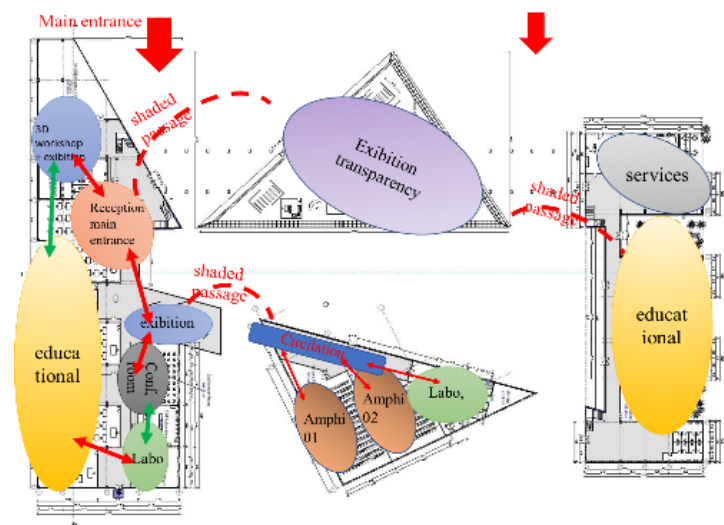 Main entrance
shaded
passage
3D
workshop
+ exibition
Exibition
transparency
services
shaded
passage
Reception
main
entrance
shaded
passage
educa
tional
exibition
educat
ional
Circulation
Conf.
room
Amphi
01
Amphi
02
Labo,
Labo